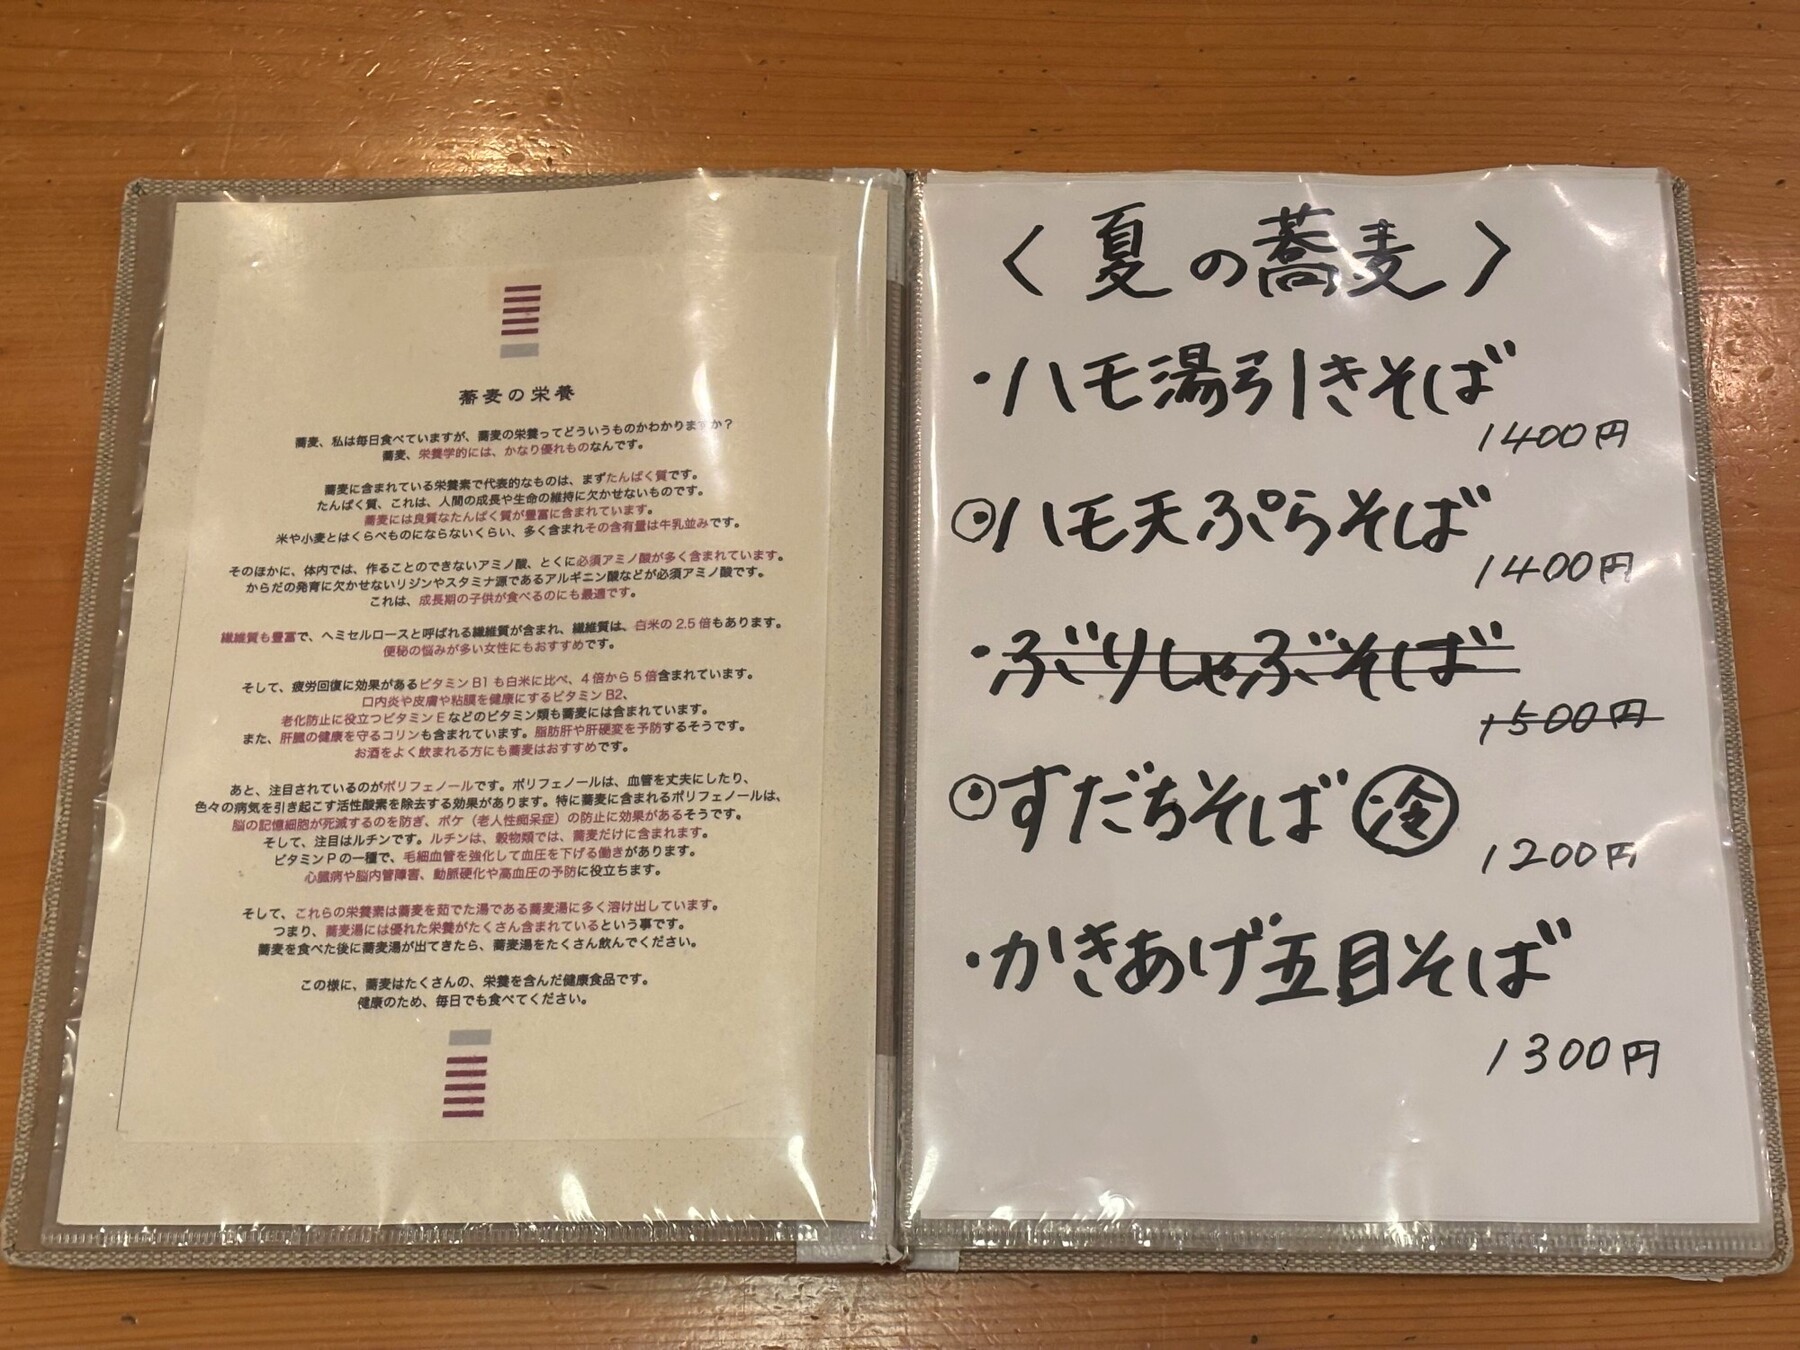 蕎麦の栄養
蕎麦、私は毎日食べていますが、蕎麦の栄養ってどういうものかわかりますか？
蕎麦、栄養学的には、かなり優れものなんです。
蕎麦に含まれている栄養素で代表的なものは、まずたんぱく質です。
たんぱく質、これは、人間の成長や生命の維持に欠かせないものです。
蕎麦には良質なたんぱく質が豊富に含まれています。
米や小麦とはくらべものにならないくらい、多く含まれその含有量は牛乳並みです。
そのほかに、体内では、作ることのできないアミノ酸、とくに必須アミノ酸が多く含まれています。
からだの発育に欠かせないリジンやスタミナ源であるアルギニン酸などが必須アミノ酸です。
これは、成長期の子供が食べるのにも最適です。
繊維質も豊富で、ヘミセルロースと呼ばれる繊維質が含まれ、繊維質は、白米の2.5倍もあります。
便秘の悩みが多い女性にもおすすめです。
そして、疲労回復に効果があるビタミンB1も白米に比べ、4倍から5倍含まれています。
口内炎や皮膚や粘膜を健康にするビタミンB2、
老化防止に役立つビタミンEなどのビタミン類も蕎麦には含まれています。
また、肝臓の健康を守るコリンも含まれています。脂肪肝や肝硬変を予防するそうです。
お酒をよく飲まれる方にも蕎麦はおすすめです。
あと、注目されているのがポリフェノールです。ポリフェノールは、血管を丈夫にしたり、
色々の病気を引き起こす活性酸素を除去する効果があります。特に蕎麦に含まれるポリフェノールは、
脳の記憶細胞が死滅するのを防ぎ、ボケ（老人性痴呆症）の防止に効果があるそうです。
そして、注目はルチンです。ルチンは、穀物類では、蕎麦だけに含まれます。
ビタミンPの一種で、毛細血管を強化して血圧を下げる働きがあります。
心臓病や脳内管障害、動脈硬化や高血圧の予防に役立ちます。
そして、これらの栄養素は蕎麦を茹でた湯である蕎麦湯に多く溶け出しています。
つまり、蕎麦湯には優れた栄養がたくさん含まれているという事です。
蕎麦を食べた後に蕎麦湯が出てきたら、蕎麦湯をたくさん飲んでください。
この様に、蕎麦はたくさんの、栄養を含んだ健康食品です。
健康のため、毎日でも食べてください。
〈夏の蕎麦〉
・ハモ湯引きそば
1400円
⦿ハモ天ぷらそば
1400円
・ぶりしゃぶそば
1500円
⦿すだちそば ㊀冷
1200円
・かきあげ五目そば
1300円